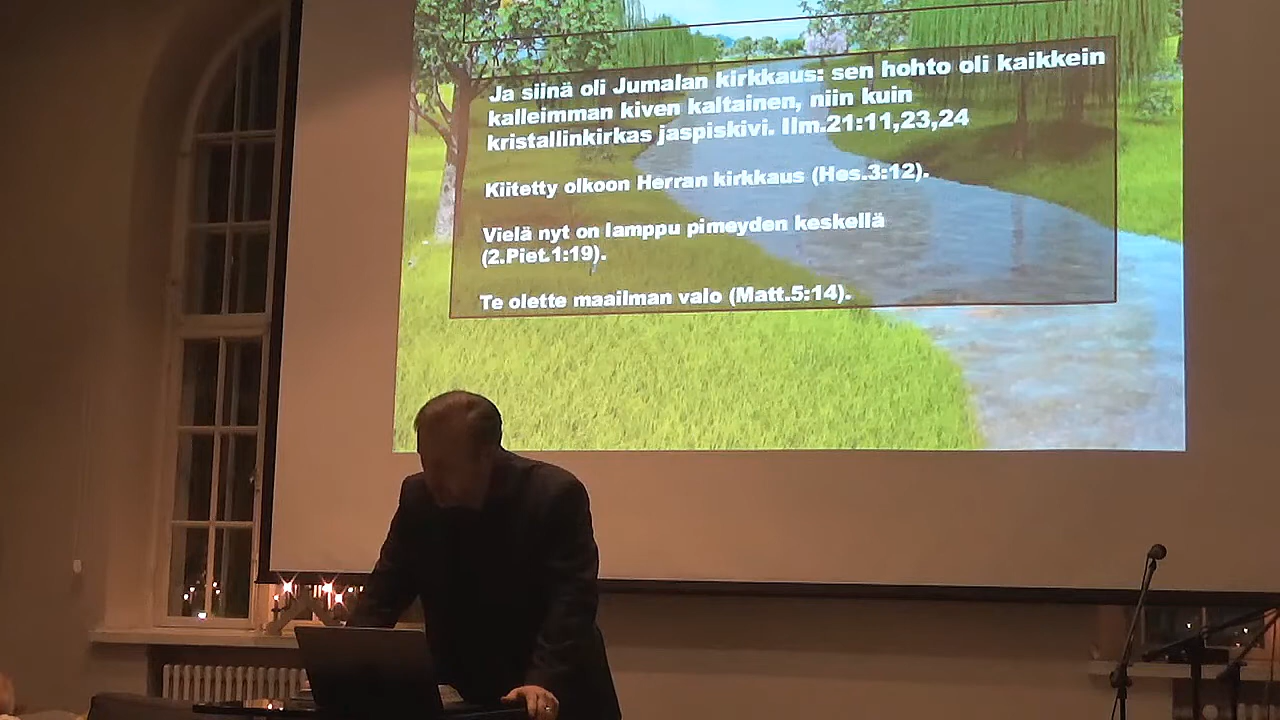 Ja siinä oli Jumalan kirkkaus: sen hohto oli kaikkein
kalleimman kiven kaltainen, niin kuin
kristallinkirkas jaspiskivi. Ilm.21:11,23,24
Kiitetty olkoon Herran kirkkaus (Hes.3:12).
Vielä nyt on lamppu pimeyden keskellä
(2.Piet.1:19).
Te olette maailman valo (Matt.5:14).